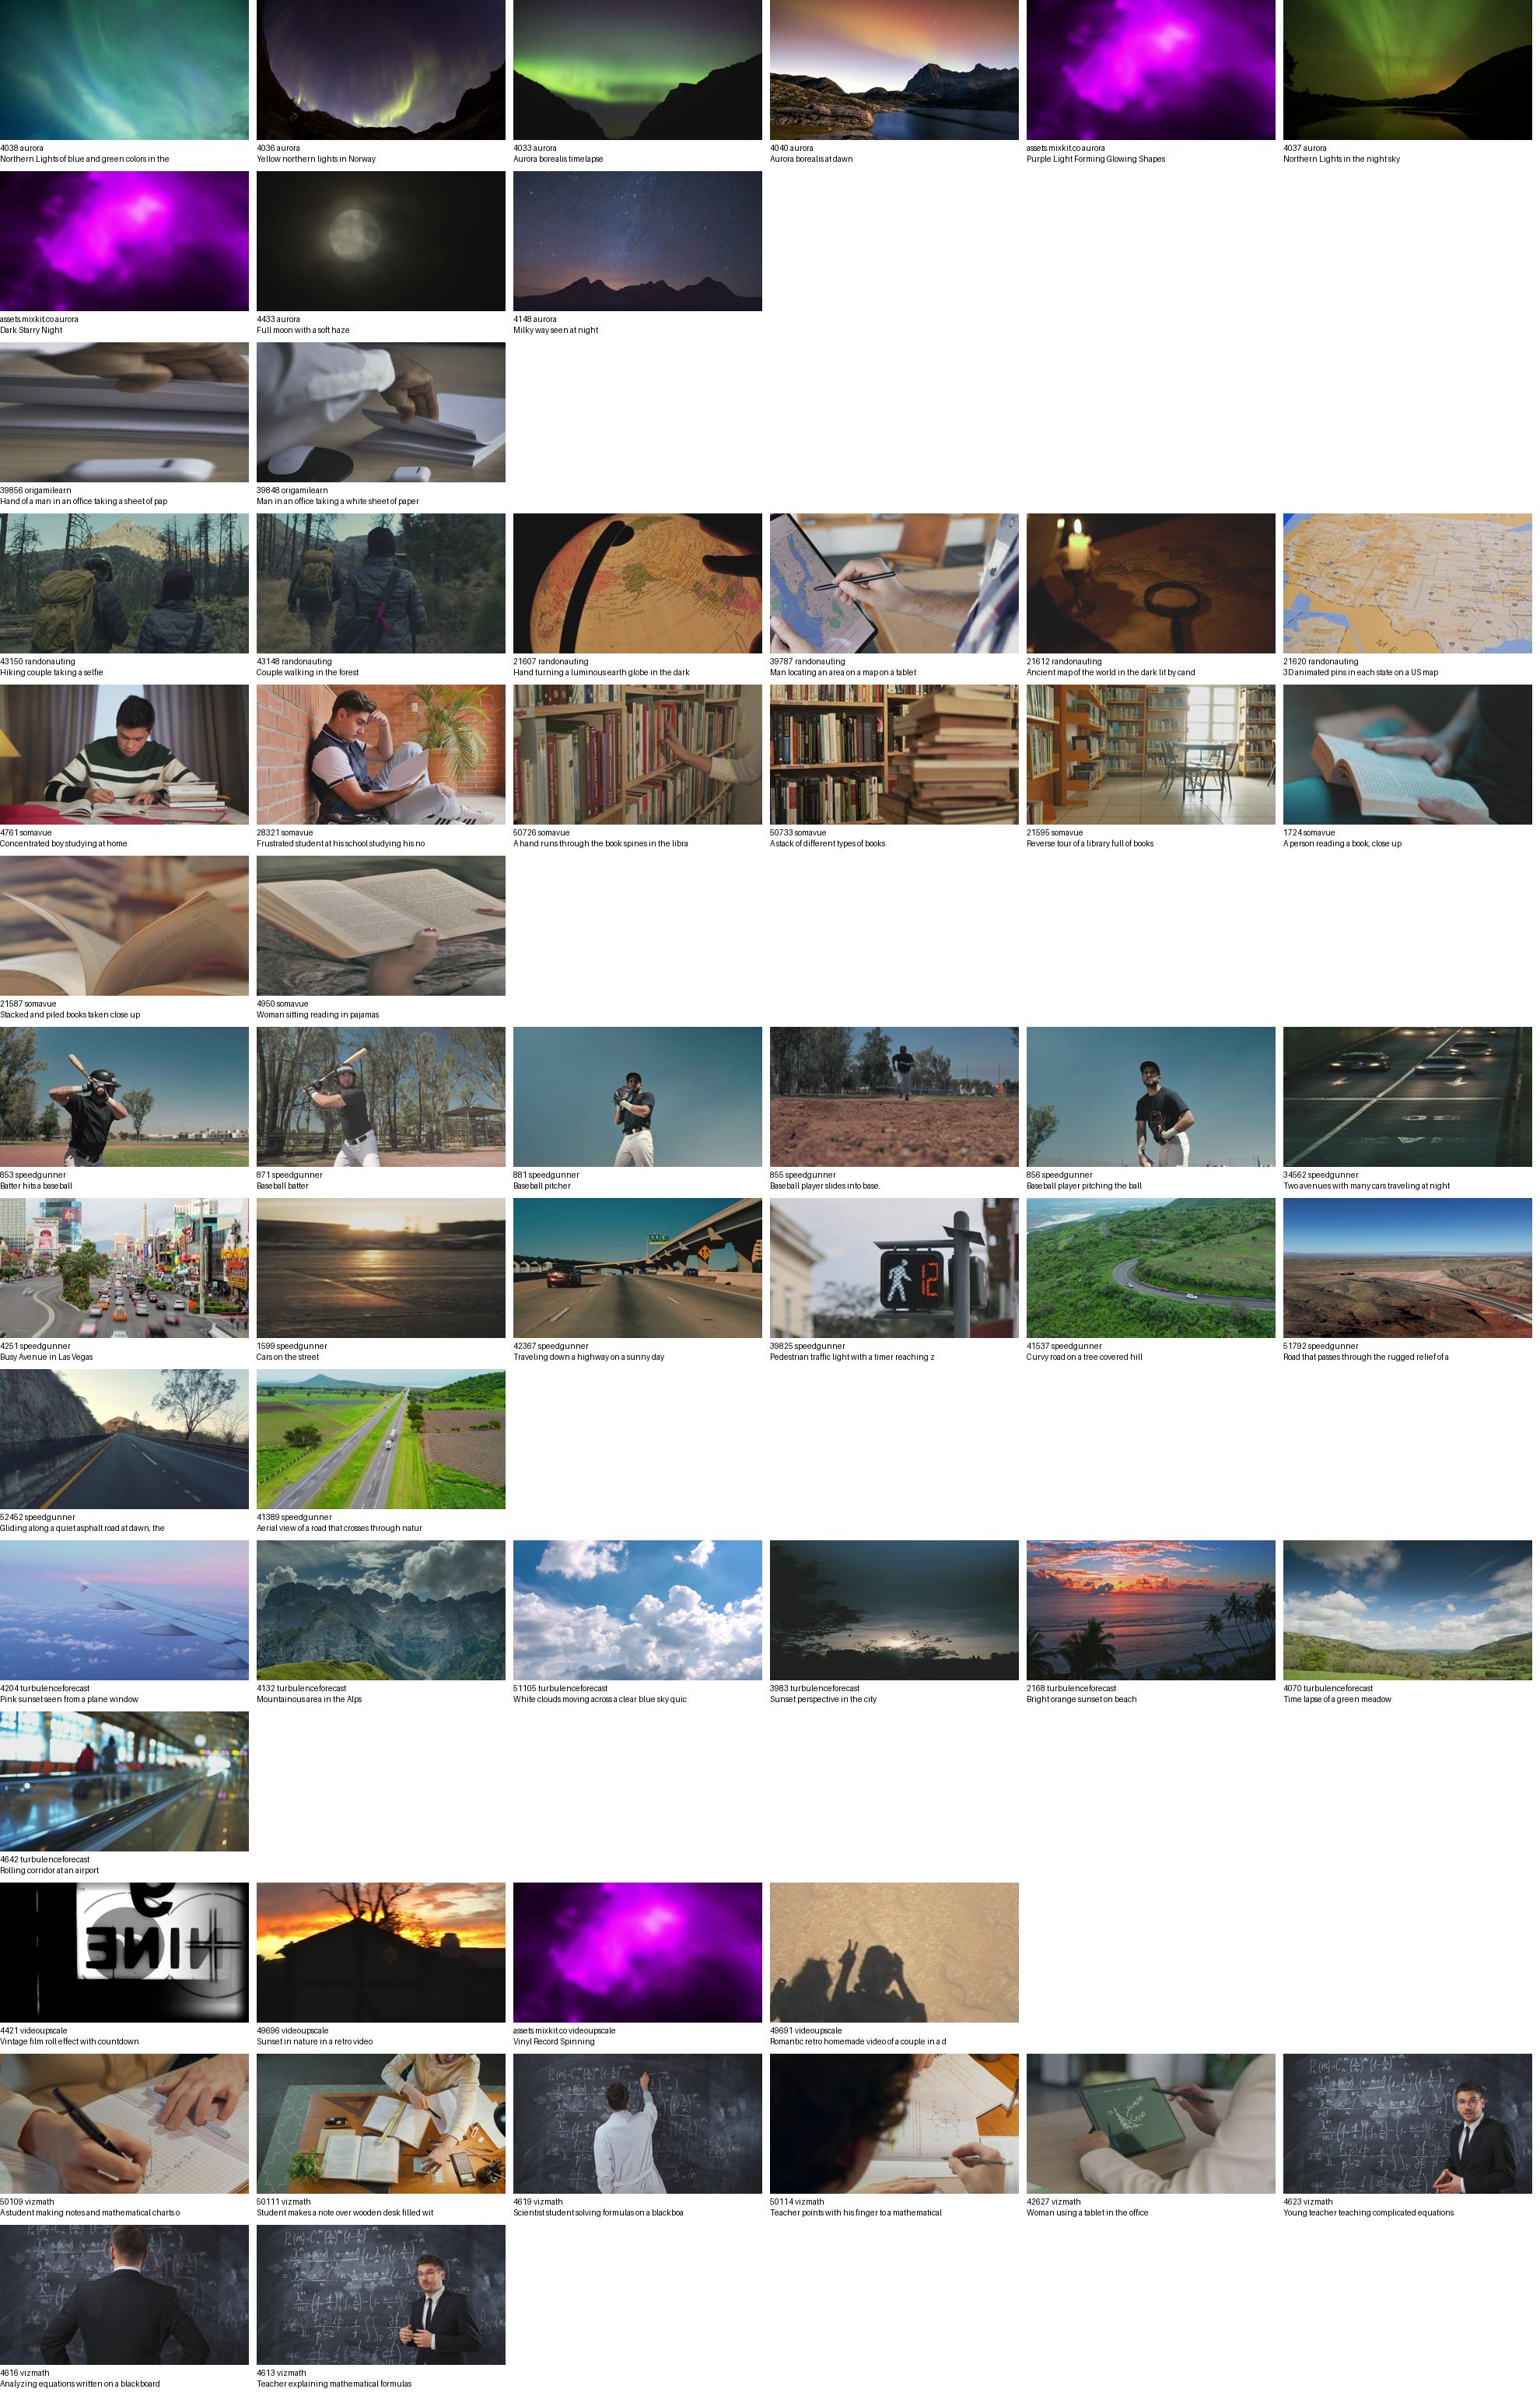 4038 aurora
Northern Lights of blue and green colors in the
4036 aurora
Yellow northern lights in Norway
4033 aurora
Aurora borealis timelapse
4040 aurora
Aurora borealis at dawn
assets.mixkit.co aurora
Purple Light Forming Glowing Shapes
4037 aurora
Northern Lights in the night sky
assets.mixkit.co aurora
Dark Starry Night
4433 aurora
Full moon with a soft haze
4148 aurora
Milky way seen at night
39856 origamilearn
Hand of a man in an office taking a sheet of pap
39848 origamilearn
Man in an office taking a white sheet of paper
43150 randonauting
Hiking couple taking a selfie
43148 randonauting
Couple walking in the forest
21607 randonauting
Hand turning a luminous earth globe in the dark
39787 randonauting
Man locating an area on a map on a tablet
21612 randonauting
Ancient map of the world in the dark lit by cand
21620 randonauting
3D animated pins in each state on a US map
4761 somavue
Concentrated boy studying at home
28321 somavue
Frustrated student at his school studying his no
50726 somavue
A hand runs through the book spines in the libra
50733 somavue
A stack of different types of books
21595 somavue
Reverse tour of a library full of books
1724 somavue
A person reading a book, close up
21587 somavue
Stacked and piled books taken close up
4950 somavue
Woman sitting reading in pajamas
853 speedgunner
Batter hits a baseball
871 speedgunner
Baseball batter
881 speedgunner
Baseball pitcher
855 speedgunner
Baseball player slides into base.
856 speedgunner
Baseball player pitching the ball
34562 speedgunner
Two avenues with many cars traveling at night
12
4251 speedgunner
Busy Avenue in Las Vegas
1599 speedgunner
Cars on the street
42367 speedgunner
Traveling down a highway on a sunny day
39825 speedgunner
Pedestrian traffic light with a timer reaching z
41537 speedgunner
Curvy road on a tree covered hill
51792 speedgunner
Road that passes through the rugged relief of a
52452 speedgunner
Gliding along a quiet asphalt road at dawn, the
41389 speedgunner
Aerial view of a road that crosses through natur
4204 turbulenceforecast
Pink sunset seen from a plane window
4132 turbulenceforecast
Mountainous area in the Alps
51105 turbulenceforecast
White clouds moving across a clear blue sky quic
3983 turbulenceforecast
Sunset perspective in the city
2168 turbulenceforecast
Bright orange sunset on beach
4070 turbulenceforecast
Time lapse of a green meadow
4642 turbulenceforecast
Rolling corridor at an airport
NINE
4421 videoupscale
Vintage film roll effect with countdown
49696 videoupscale
Sunset in nature in a retro video
assets.mixkit.co videoupscale
Vinyl Record Spinning
49691 videoupscale
Romantic retro homemade video of a couple in a d
50109 vizmath
A student making notes and mathematical charts o
50111 vizmath
Student makes a note over wooden desk filled wit
4619 vizmath
Scientist student solving formulas on a blackboa
50114 vizmath
Teacher points with his finger to a mathematical
42627 vizmath
Woman using a tablet in the office
4623 vizmath
Young teacher teaching complicated equations
4616 vizmath
Analyzing equations written on a blackboard
4613 vizmath
Teacher explaining mathematical formulas